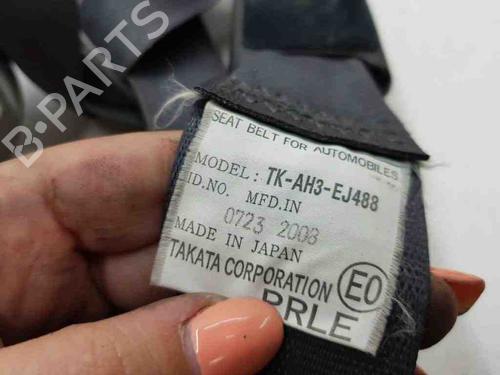 B-PARTS
SEAT BELT FOR AUTOMOBILES
MODEL: TK-AH3-EJ488
ID.NO. MFD.IN
0723 2008
MADE IN JAPAN
TAKATA CORPORATION
E0
PRLE